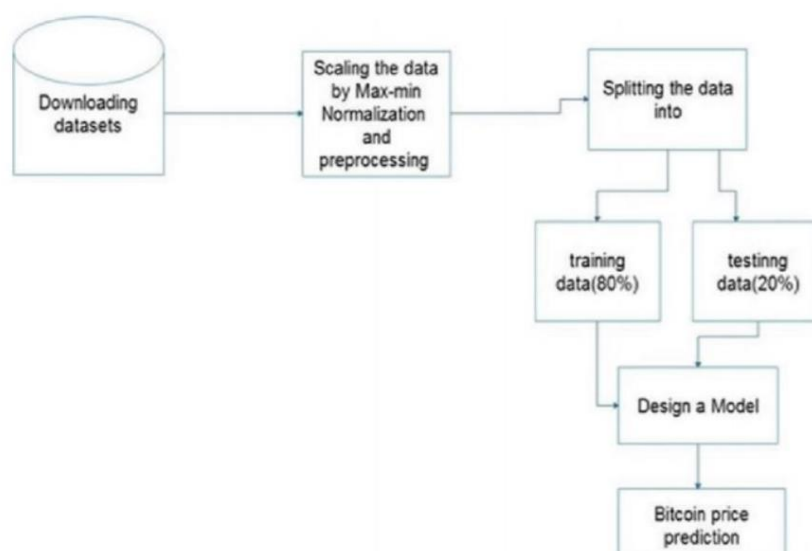 Downloading
datasets
Scaling the data
by Max-min
Normalization
and
preprocessing
Splitting the data
into
training
data(80%)
testinng
data(20%)
Design a Model
Bitcoin price
prediction